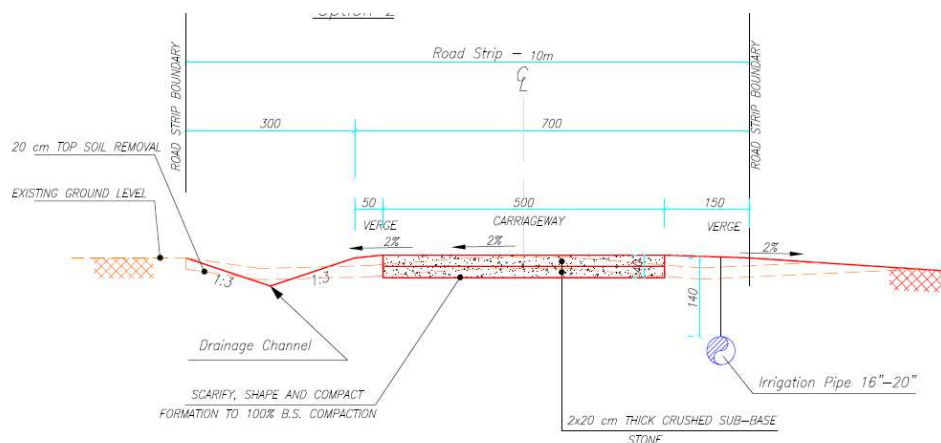 Option 2
Road Strip - 10m
CL
ROAD STRIP BOUNDARY
ROAD STRIP BOUNDARY
300
700
20 cm TOP SOIL REMOVAL
EXISTING GROUND LEVEL
50
500
150
VERGE
CARRIAGEWAY
VERGE
2%
2%
2%
40
1:3
1:3
140
Drainage Channel
Irrigation Pipe 16"-20"
SCARIFY, SHAPE AND COMPACT
FORMATION TO 100% B.S. COMPACTION
2x20 cm THICK CRUSHED SUB-BASE
STONE